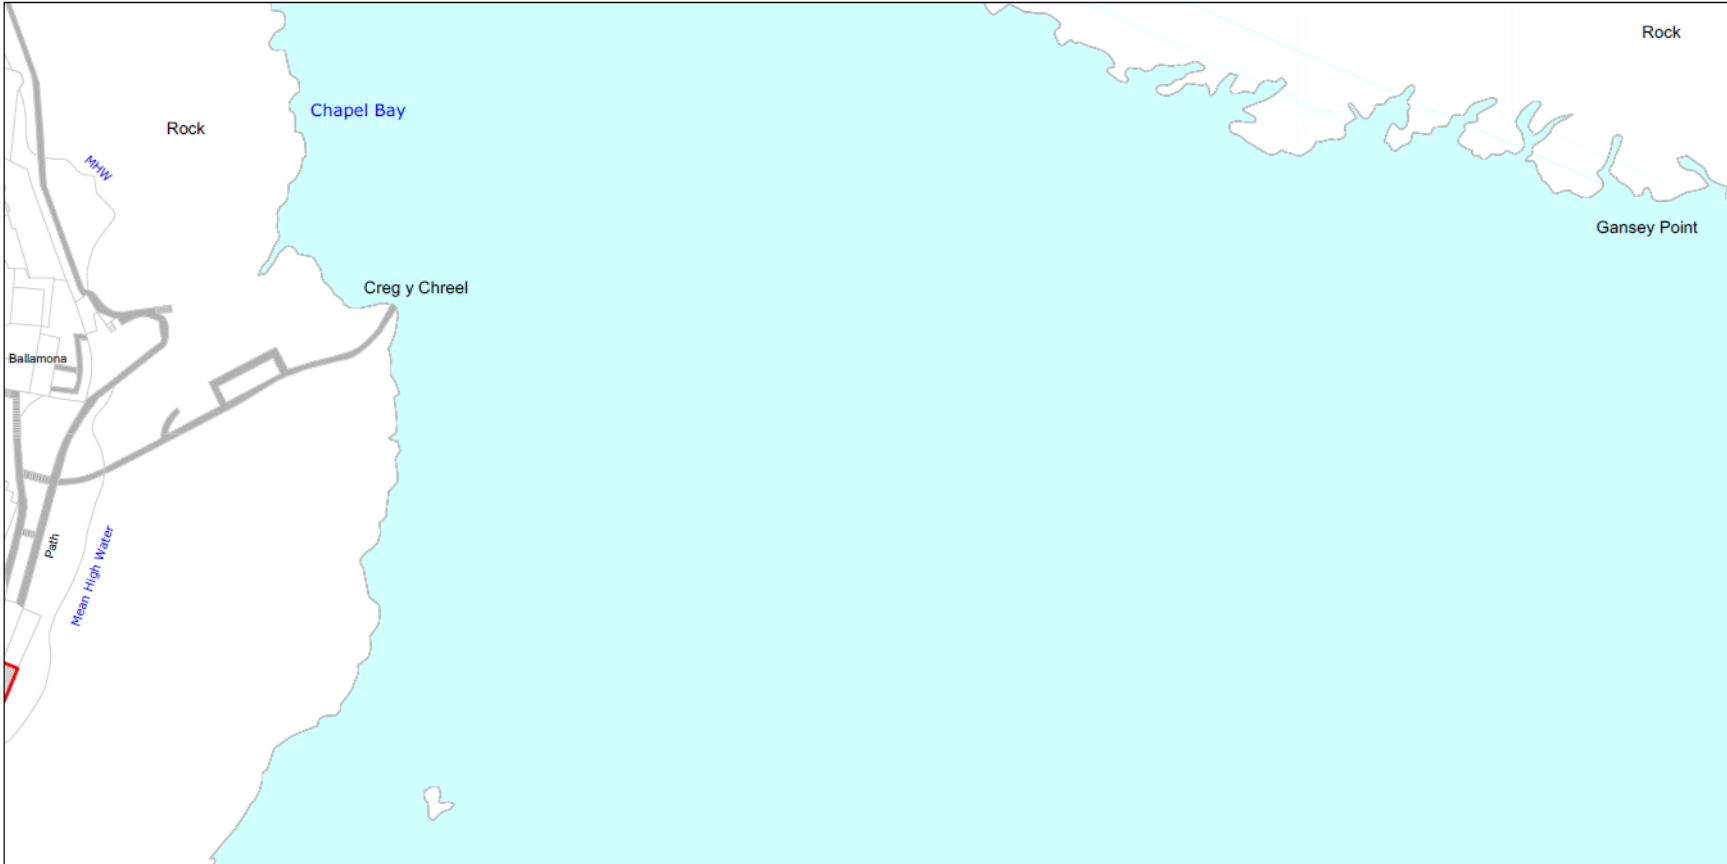 Rock
Chapel Bay
Rock
MHW
Gansey Point
Creg y Chreel
Ballamona
Path
Mean High Water